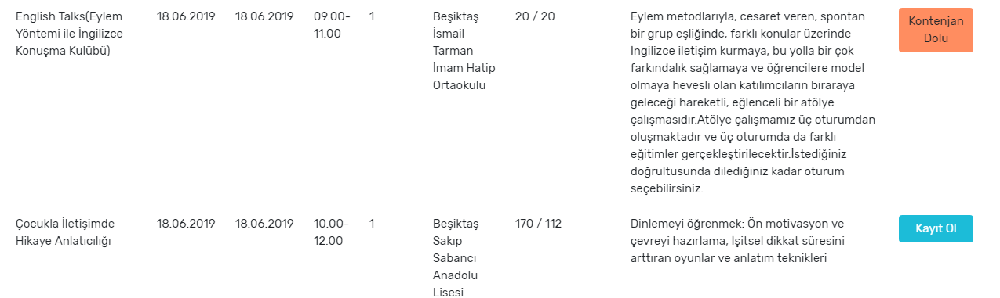 English Talks(Eylem
Yöntemi ile İngilizce
Konuşma Kulübü)
18.06.2019
18.06.2019
09.00-
11.00
1
Beşiktaş
İsmail
Tarman
İmam Hatip
Ortaokulu
20 / 20
Eylem metodlarıyla, cesaret veren, spontan
bir grup eşliğinde, farklı konular üzerinde
İngilizce iletişim kurmaya, bu yolla bir çok
farkındalık sağlamaya ve öğrencilere model
olmaya hevesli olan katılımcıların biraraya
geleceği hareketli, eğlenceli bir atölye
çalışmasıdır.Atölye çalışmamız üç oturumdan
oluşmaktadır ve üç oturumda da farklı
eğitimler gerçekleştirilecektir.İstediğiniz
doğrultusunda dilediğiniz kadar oturum
seçebilirsiniz.
Kontenjan
Dolu
Çocukla İletişimde
Hikaye Anlatıcılığı
18.06.2019
18.06.2019
10.00-
12.00
1
Beşiktaş
Sakıp
Sabancı
Anadolu
Lisesi
170 / 112
Dinlemeyi öğrenmek: Ön motivasyon ve
çevreyi hazırlama, İşitsel dikkat süresini
arttıran oyunlar ve anlatım teknikleri
Kayıt Ol